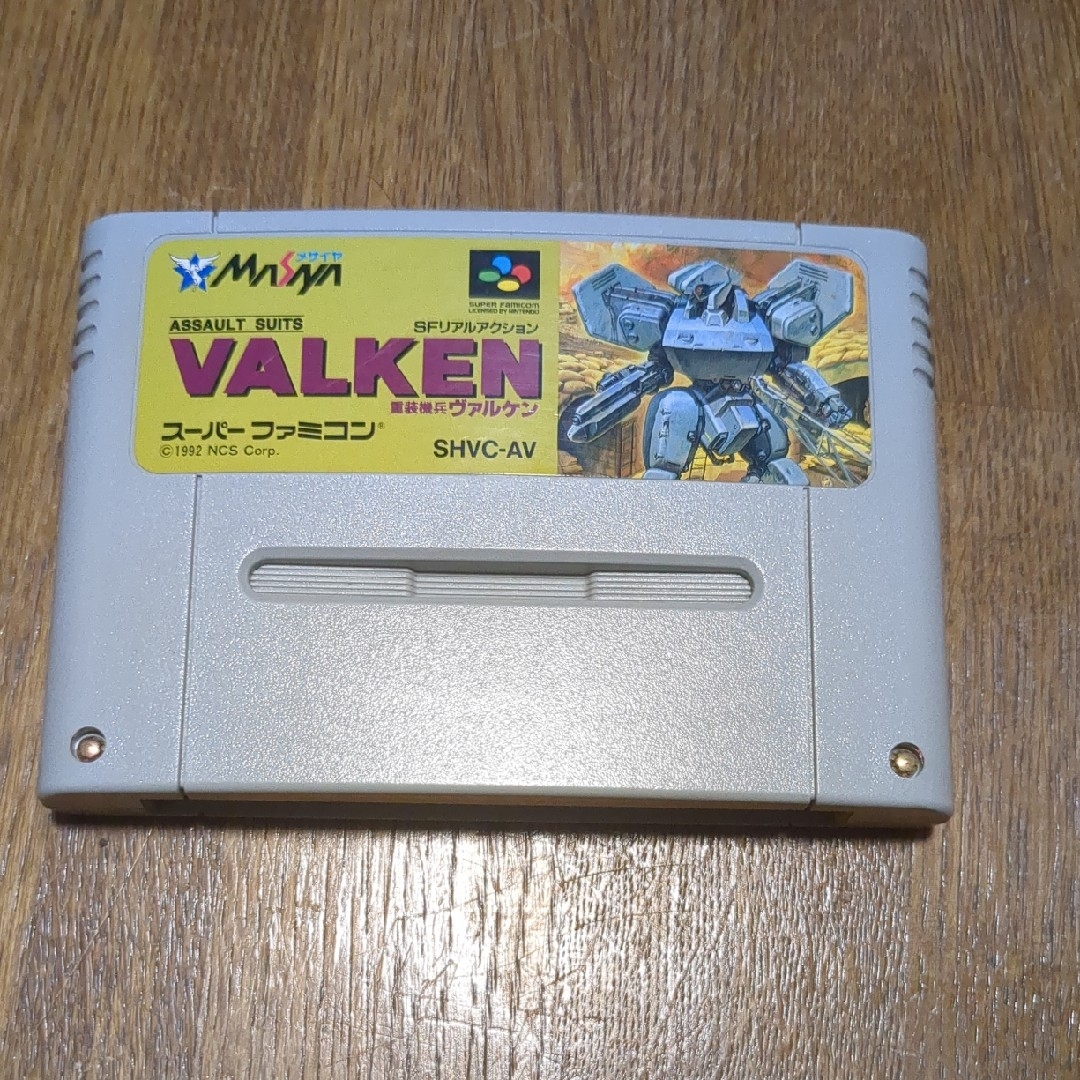 メサイヤ
MASAYA
SUPER FAMICOM
LICENSED BY NINTENDO
ASSAULT SUITS
SFリアルアクション
VALKEN
重装機兵ヴァルケン
スーパーファミコン®
©1992 NCS Corp.
SHVC-AV